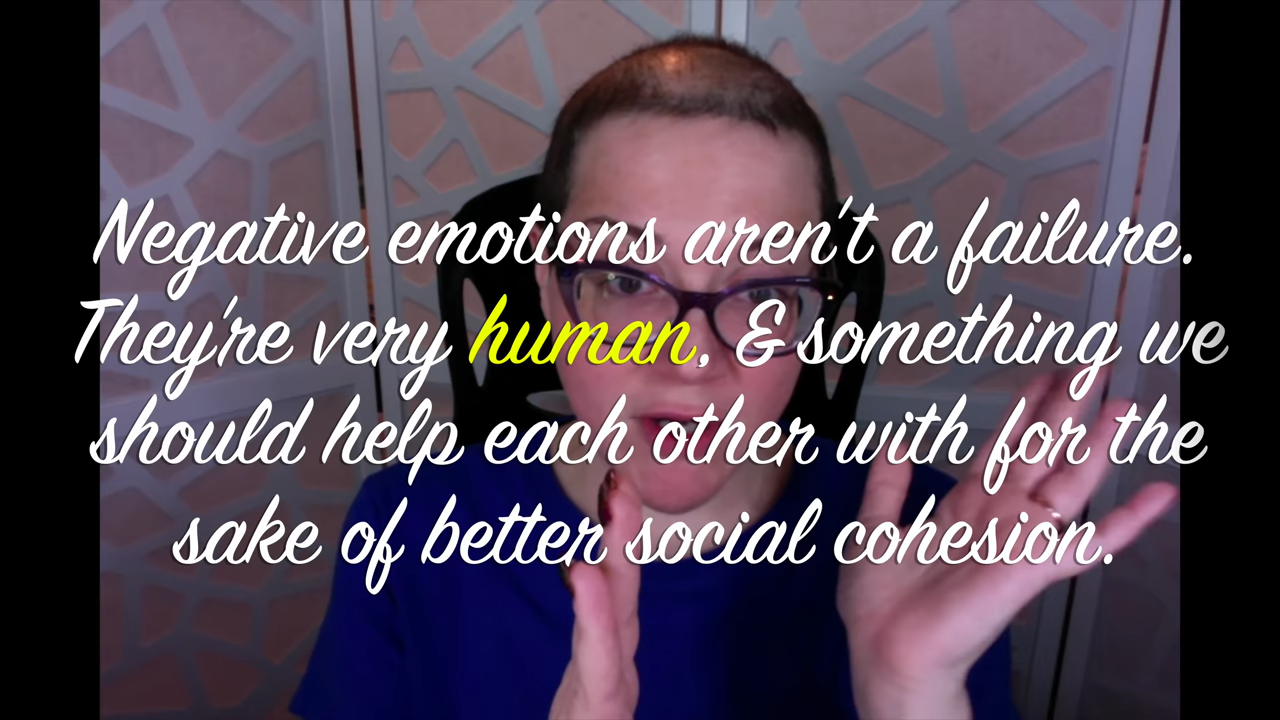 Negative emotions aren't a failure.
They're very human, & something we
should help each other with for the
sake of better social cohesion.